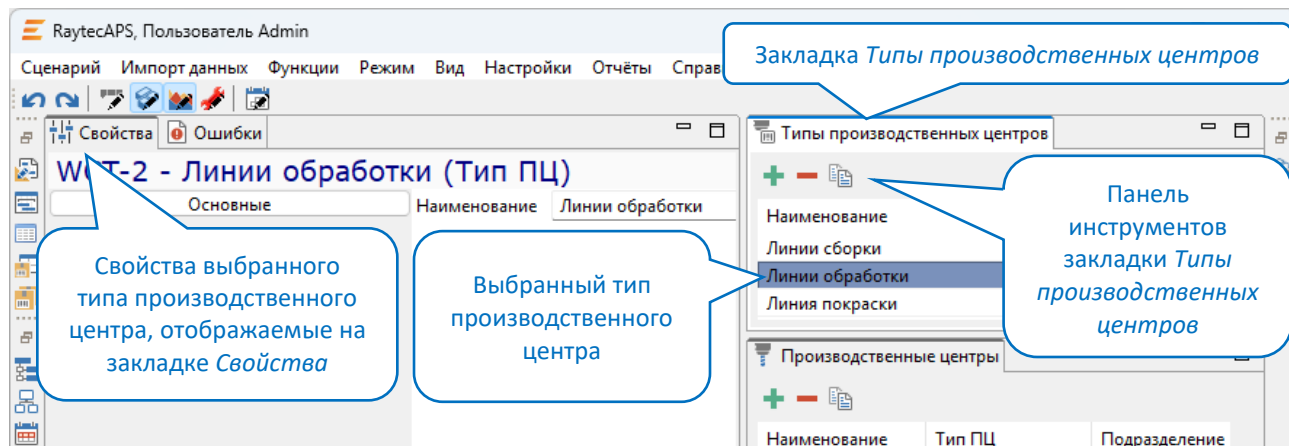 RaytecAPS, Пользователь Admin
Сценарий Импорт данных Функции Режим Вид Настройки Отчёты Справ
Закладка Типы производственных центров
Свойства Ошибки
Типы производственных центров
WCT-2 - Линии обработки (Тип ПЦ)
Основные
Наименование Линии обработки
Наименование
Линии сборки
Линии обработки
Линия покраски
Панель
инструментов
закладки Типы
производственных
центров
Свойства выбранного
типа производственного
центра, отображаемые на
закладке Свойства
Выбранный тип
производственного
центра
Производственные центры
Наименование Тип ПЦ Подразделение